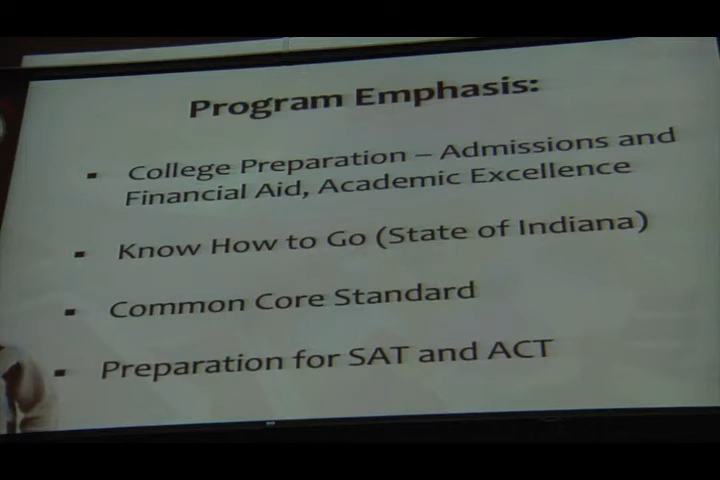 Program Emphasis:
▪ College Preparation – Admissions and
Financial Aid, Academic Excellence
▪ Know How to Go (State of Indiana)
▪ Common Core Standard
▪ Preparation for SAT and ACT